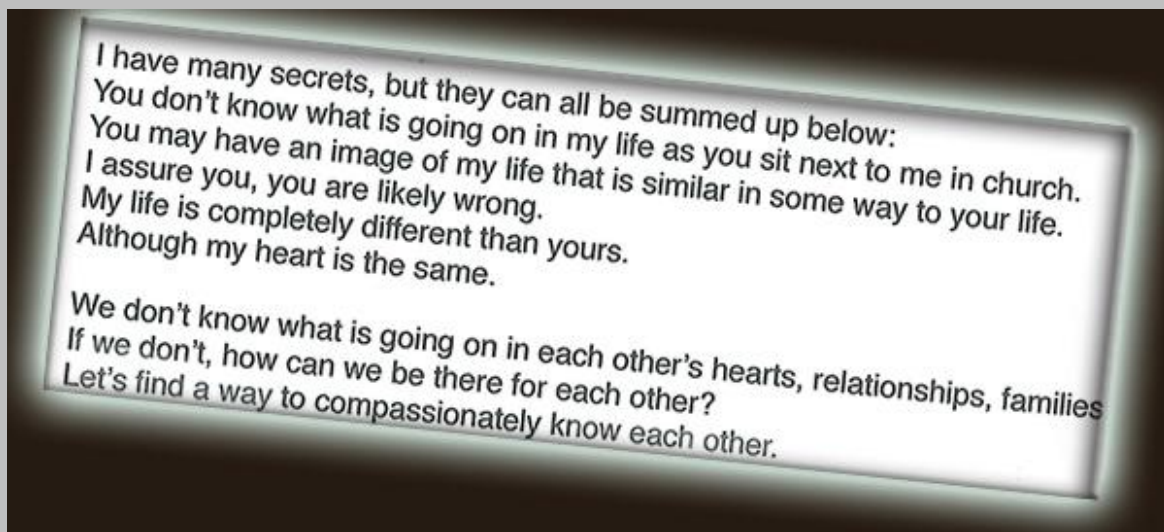 I have many secrets, but they can all be summed up below:
You don't know what is going on in my life as you sit next to me in church.
You may have an image of my life that is similar in some way to your life.
I assure you, you are likely wrong.
My life is completely different than yours.
Although my heart is the same.
We don't know what is going on in each other's hearts, relationships, families
If we don't, how can we be there for each other?
Let's find a way to compassionately know each other.